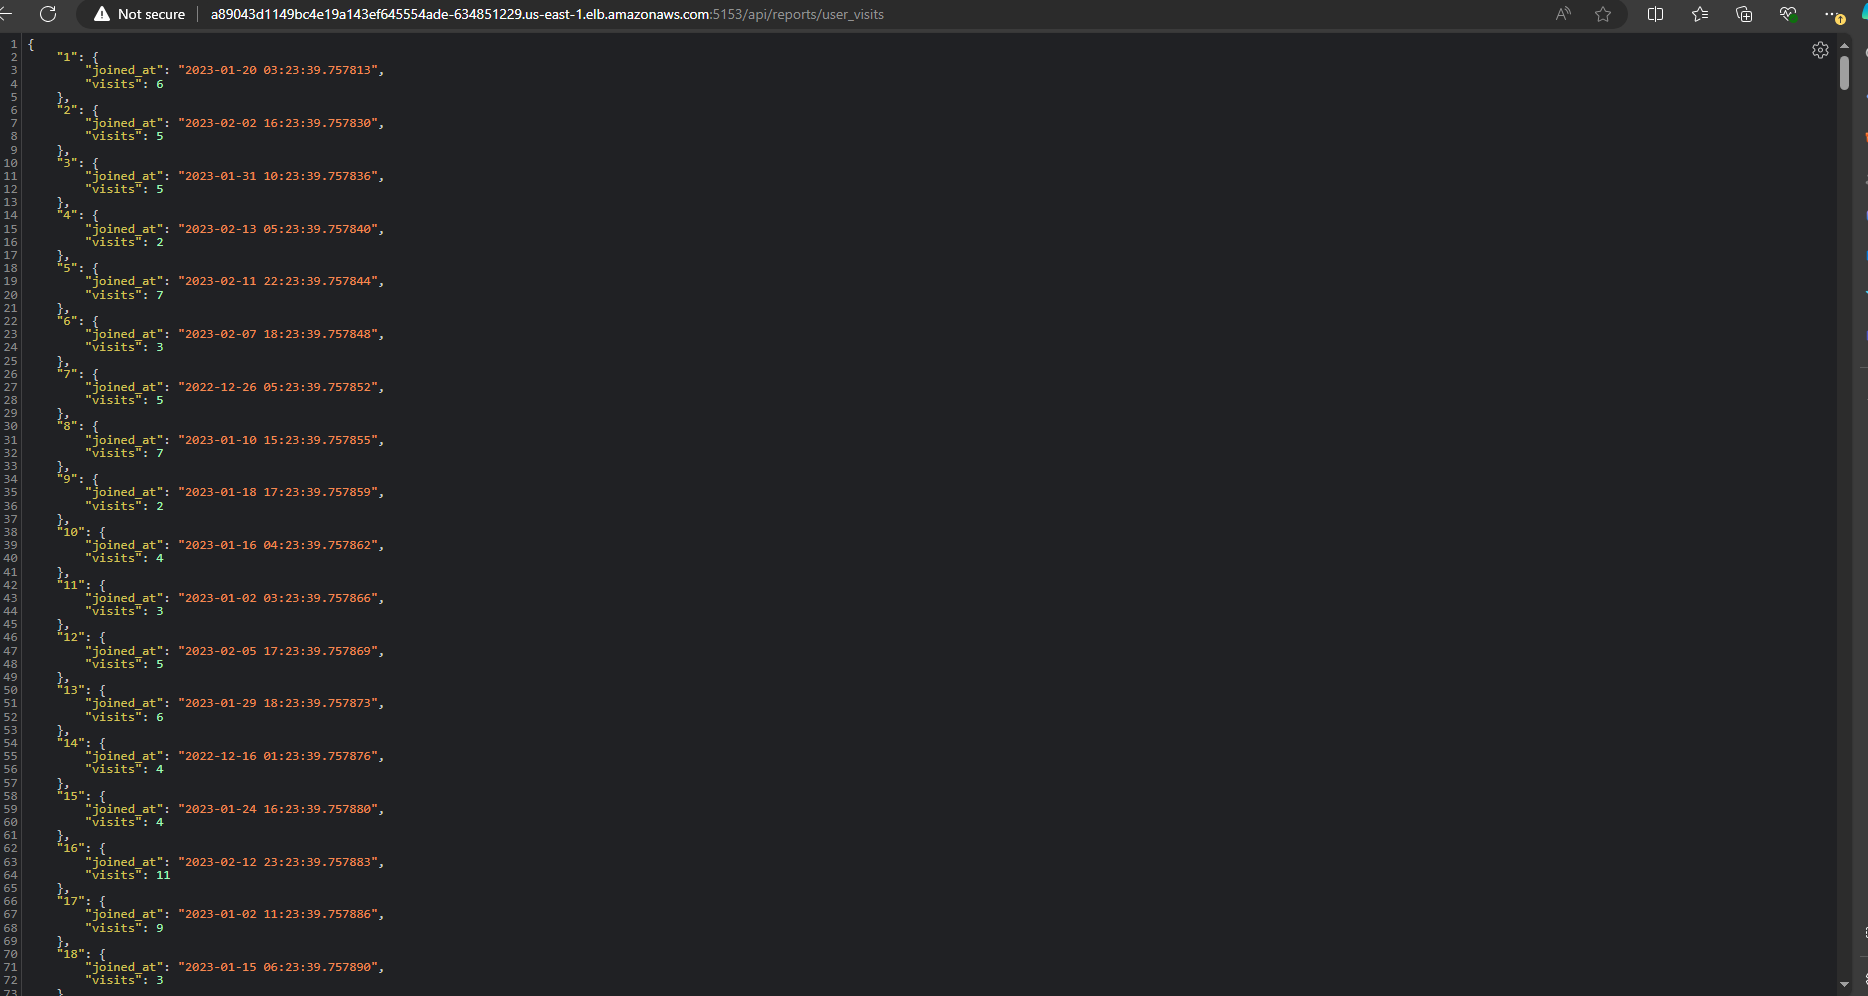 Not secure | a89043d1149bc4e19a143ef645554ade-634851229.us-east-1.elb.amazonaws.com:5153/api/reports/user_visits
1 {
2     "1": {
3         "joined_at": "2023-01-20 03:23:39.757813",
4         "visits": 6
5     },
6     "2": {
7         "joined_at": "2023-02-02 16:23:39.757830",
8         "visits": 5
9     },
10     "3": {
11         "joined_at": "2023-01-31 10:23:39.757836",
12         "visits": 5
13     },
14     "4": {
15         "joined_at": "2023-02-13 05:23:39.757840",
16         "visits": 2
17     },
18     "5": {
19         "joined_at": "2023-02-11 22:23:39.757844",
20         "visits": 7
21     },
22     "6": {
23         "joined_at": "2023-02-07 18:23:39.757848",
24         "visits": 3
25     },
26     "7": {
27         "joined_at": "2022-12-26 05:23:39.757852",
28         "visits": 5
29     },
30     "8": {
31         "joined_at": "2023-01-10 15:23:39.757855",
32         "visits": 7
33     },
34     "9": {
35         "joined_at": "2023-01-18 17:23:39.757859",
36         "visits": 2
37     },
38     "10": {
39         "joined_at": "2023-01-16 04:23:39.757862",
40         "visits": 4
41     },
42     "11": {
43         "joined_at": "2023-01-02 03:23:39.757866",
44         "visits": 3
45     },
46     "12": {
47         "joined_at": "2023-02-05 17:23:39.757869",
48         "visits": 5
49     },
50     "13": {
51         "joined_at": "2023-01-29 18:23:39.757873",
52         "visits": 6
53     },
54     "14": {
55         "joined_at": "2022-12-16 01:23:39.757876",
56         "visits": 4
57     },
58     "15": {
59         "joined_at": "2023-01-24 16:23:39.757880",
60         "visits": 4
61     },
62     "16": {
63         "joined_at": "2023-02-12 23:23:39.757883",
64         "visits": 11
65     },
66     "17": {
67         "joined_at": "2023-01-02 11:23:39.757886",
68         "visits": 9
69     },
70     "18": {
71         "joined_at": "2023-01-15 06:23:39.757890",
72         "visits": 3
73     }